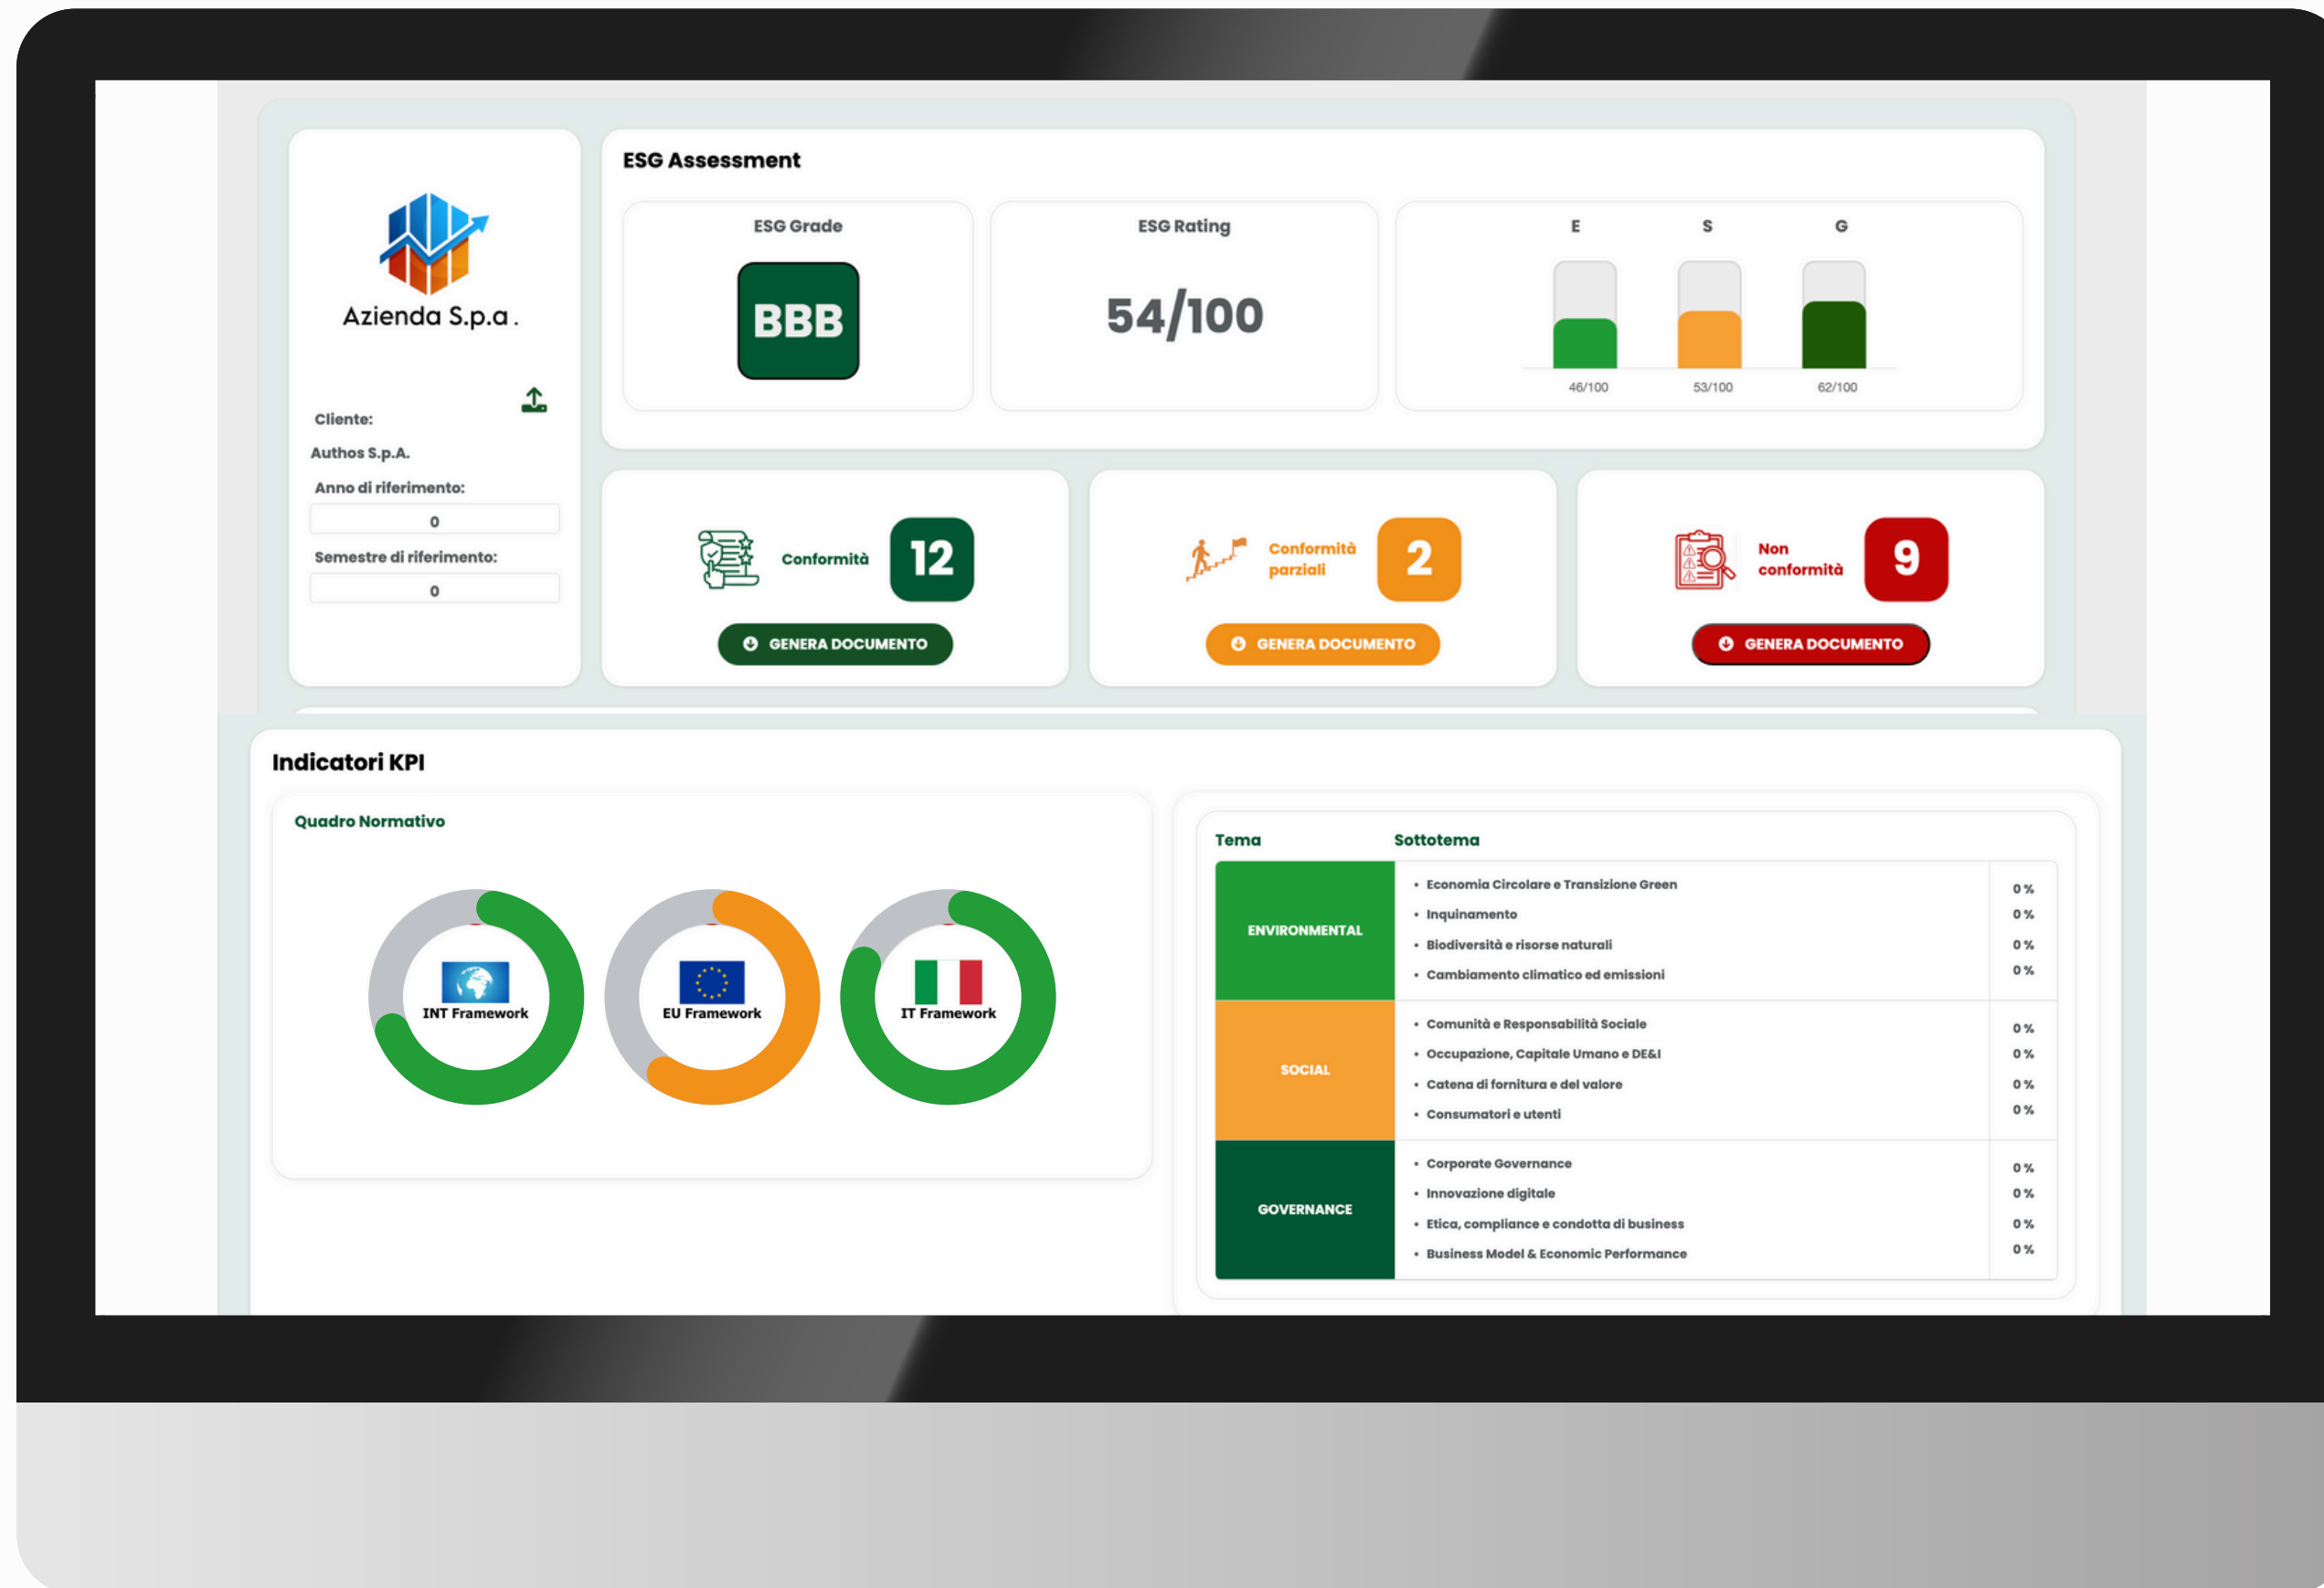 Azienda S.p.a.
Cliente:
Authos S.p.A.
Anno di riferimento:
0
Semestre di riferimento:
0
ESG Assessment
ESG Grade
BBB
ESG Rating
54/100
E S G
46/100 53/100 62/100
Conformità 12
GENERA DOCUMENTO
Conformità
parziali
2
GENERA DOCUMENTO
Non
conformità
9
GENERA DOCUMENTO
Indicatori KPI
Quadro Normativo
INT Framework
EU Framework
IT Framework
Tema Sottotema
ENVIRONMENTAL
• Economia Circolare e Transizione Green 0 %
• Inquinamento 0 %
• Biodiversità e risorse naturali 0 %
• Cambiamento climatico ed emissioni 0 %
SOCIAL
• Comunità e Responsabilità Sociale 0 %
• Occupazione, Capitale Umano e DE&I 0 %
• Catena di fornitura e del valore 0 %
• Consumatori e utenti 0 %
GOVERNANCE
• Corporate Governance 0 %
• Innovazione digitale 0 %
• Etica, compliance e condotta di business 0 %
• Business Model & Economic Performance 0 %